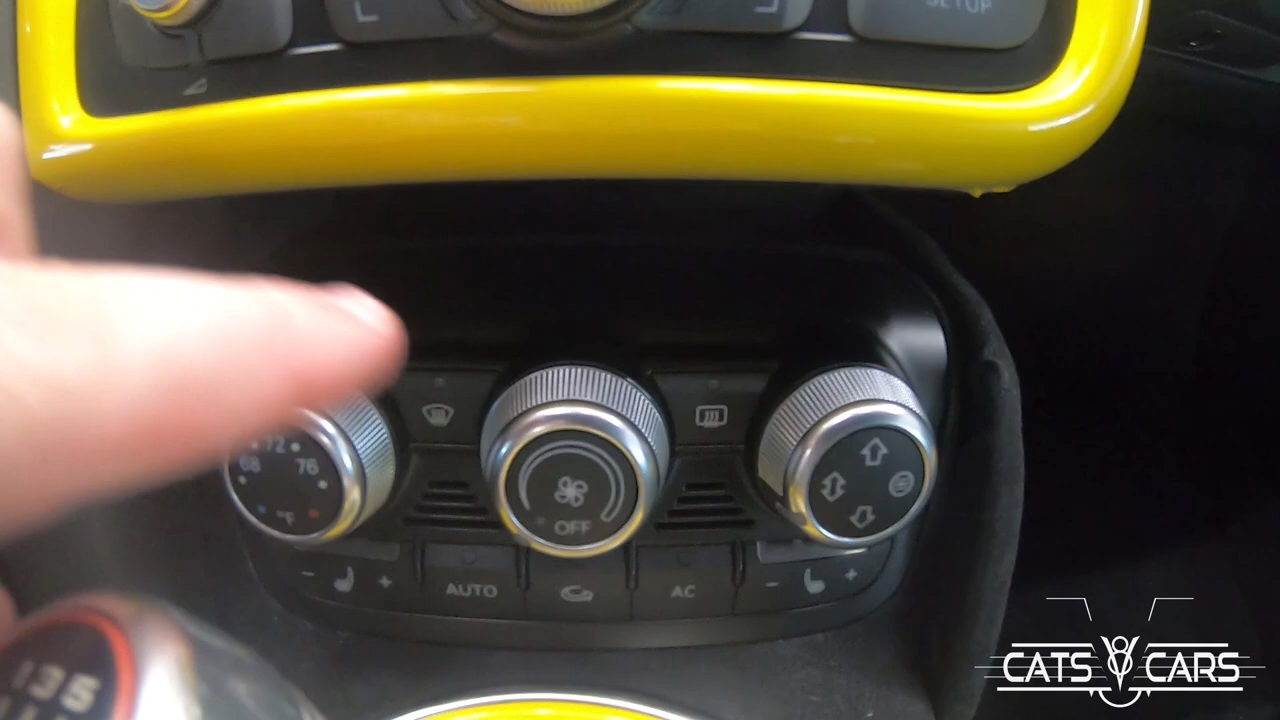 SETUP
72
68 76
°F
OFF
- +
AUTO
AC
- +
135
CATS CARS